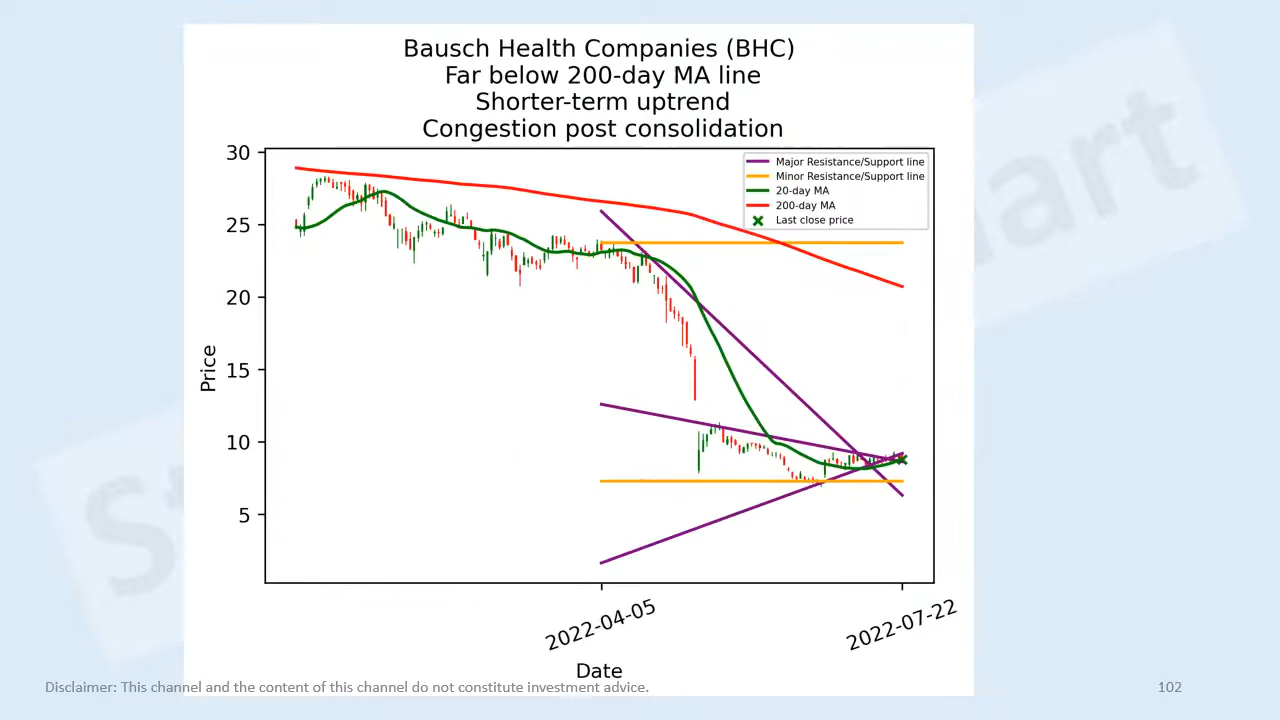 Bausch Health Companies (BHC)
Far below 200-day MA line
Shorter-term uptrend
Congestion post consolidation
30
25
20
15
10
5
Price
Major Resistance/Support line
Minor Resistance/Support line
20-day MA
200-day MA
Last close price
2022-04-05
2022-07-22
Date
Disclaimer: This channel and the content of this channel do not constitute investment advice.
102